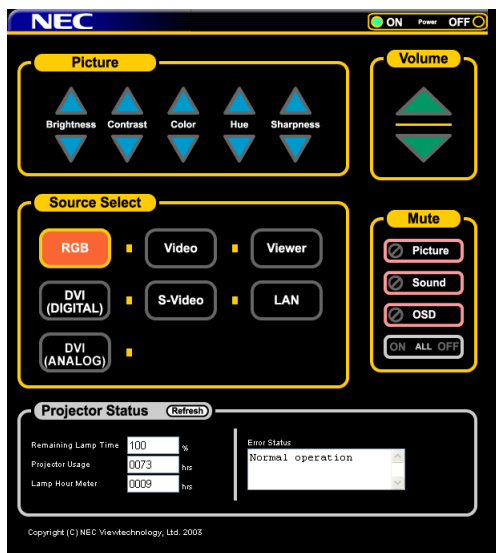 NEC
ON Power OFF
Picture
Brightness Contrast Color Hue Sharpness
Volume
Source Select
RGB Video Viewer
DVI (DIGITAL) S-Video LAN
DVI (ANALOG)
Mute
Picture
Sound
OSD
ON ALL OFF
Projector Status (Refresh)
Remaining Lamp Time 100 %
Projector Usage 0073 hrs
Lamp Hour Meter 0009 hrs
Error Status
Normal operation
Copyright (C) NEC Viewtechnology, Ltd. 2003